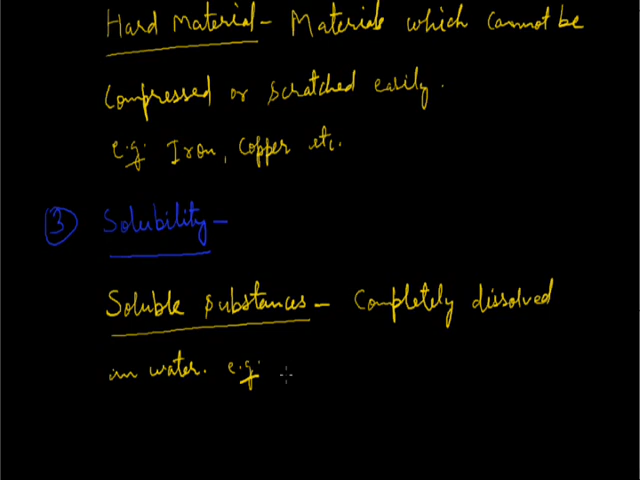 Hard Material - Materials which cannot be
compressed or scratched easily.
e.g: Iron, Copper etc.
③ Solubility -
Soluble Substances - Completely dissolved
in water. e.g: